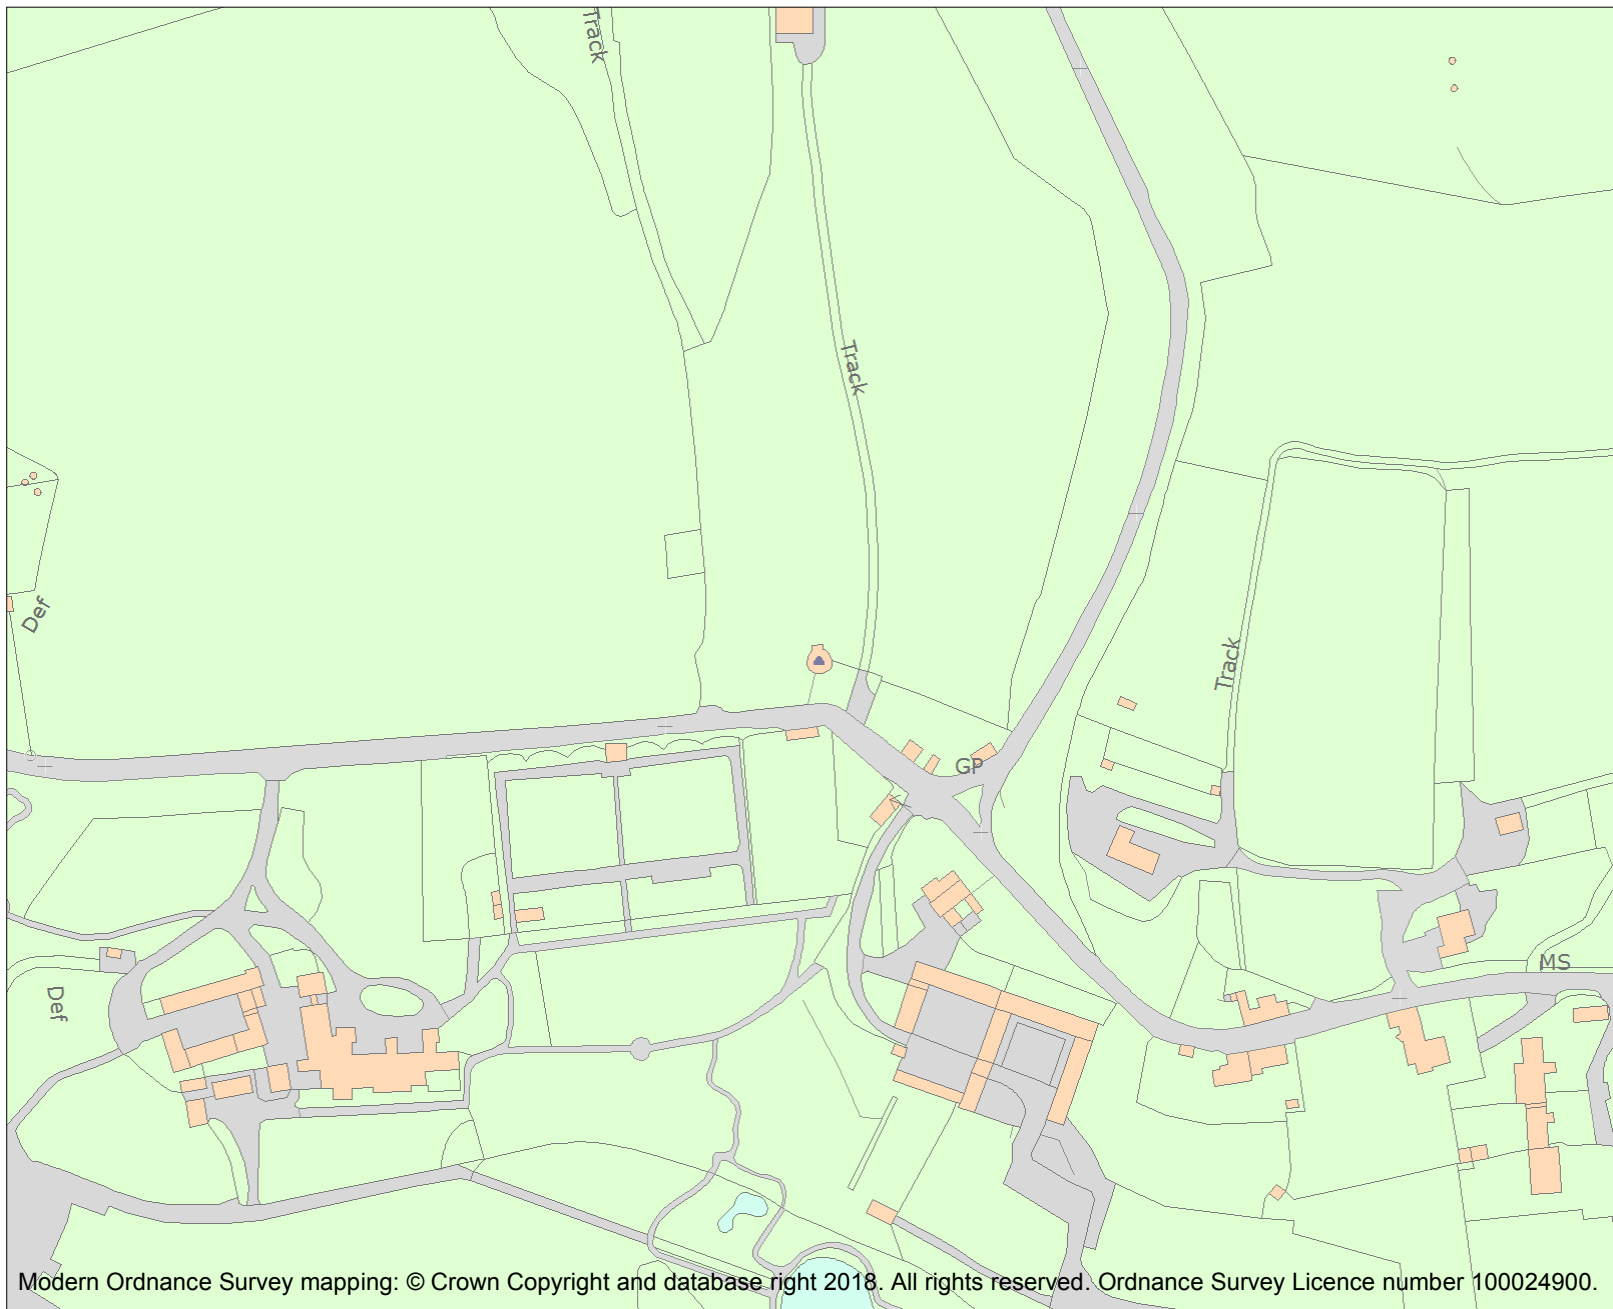 Track
Track
Def
Track
GP
MS
Def
Modern Ordnance Survey mapping: © Crown Copyright and database right 2018. All rights reserved. Ordnance Survey Licence number 100024900.